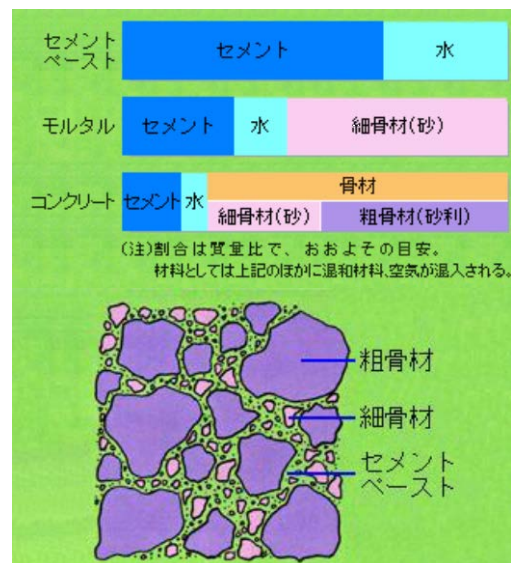 セメント
ペースト
セメント
水
モルタル
セメント
水
細骨材(砂)
コンクリート
セメント
水
骨材
細骨材(砂)
粗骨材(砂利)
(注)割合は質量比で、おおよその目安。
材料としては上記のほかに混和材料、空気が混入される。
粗骨材
細骨材
セメント
ペースト